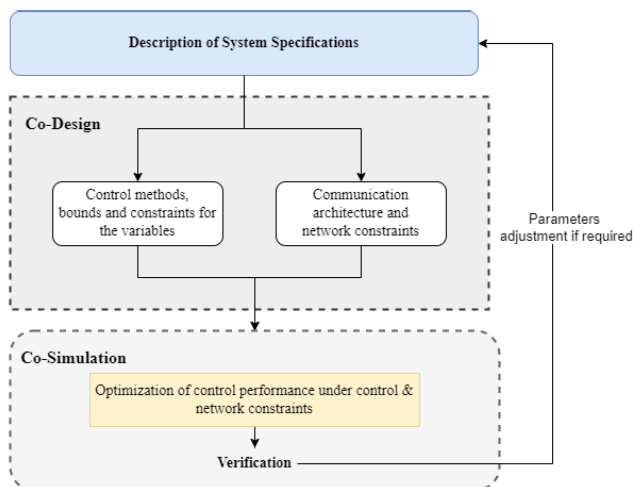 Description of System Specifications
Co-Design
Control methods,
bounds and constraints for
the variables
Communication
architecture and
network constraints
Parameters
adjustment if required
Co-Simulation
Optimization of control performance under control &
network constraints
Verification